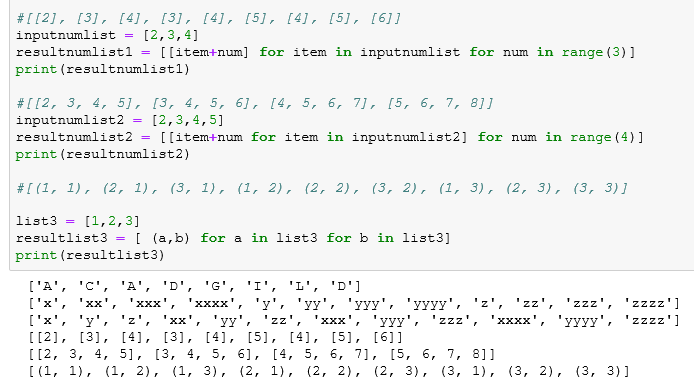 #[[2], [3], [4], [3], [4], [5], [4], [5], [6]]
inputnumlist = [2,3,4]
resultnumlist1 = [[item+num] for item in inputnumlist for num in range(3)]
print(resultnumlist1)
#[[2, 3, 4, 5], [3, 4, 5, 6], [4, 5, 6, 7], [5, 6, 7, 8]]
inputnumlist2 = [2,3,4,5]
resultnumlist2 = [[item+num for item in inputnumlist2] for num in range(4)]
print(resultnumlist2)
#[(1, 1), (2, 1), (3, 1), (1, 2), (2, 2), (3, 2), (1, 3), (2, 3), (3, 3)]
list3 = [1,2,3]
resultlist3 = [ (a,b) for a in list3 for b in list3]
print(resultlist3)
['A', 'C', 'A', 'D', 'G', 'I', 'L', 'D']
['x', 'xx', 'xxx', 'xxxx', 'y', 'yy', 'yyy', 'yyyy', 'z', 'zz', 'zzz', 'zzzz']
['x', 'y', 'z', 'xx', 'yy', 'zz', 'xxx', 'yyy', 'zzz', 'xxxx', 'yyyy', 'zzzz']
[[2], [3], [4], [3], [4], [5], [4], [5], [6]]
[[2, 3, 4, 5], [3, 4, 5, 6], [4, 5, 6, 7], [5, 6, 7, 8]]
[(1, 1), (1, 2), (1, 3), (2, 1), (2, 2), (2, 3), (3, 1), (3, 2), (3, 3)]